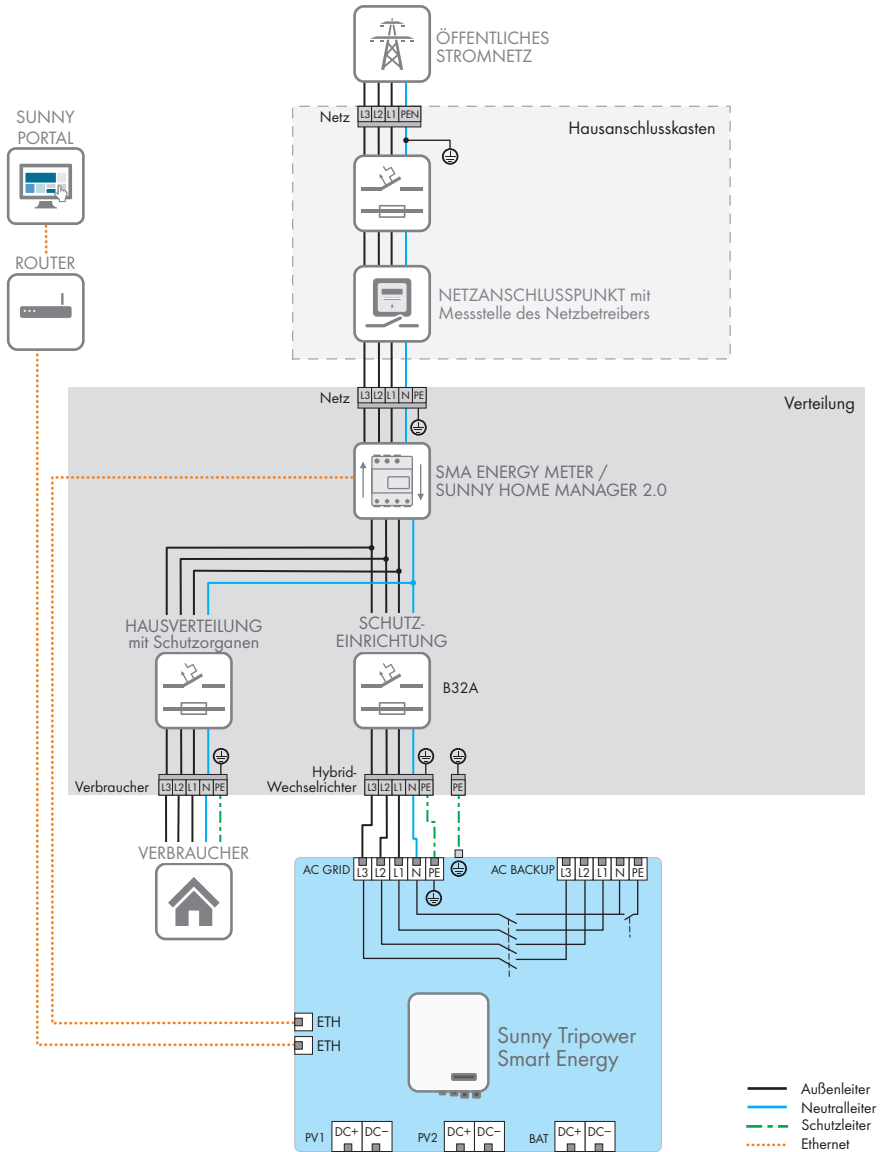 ÖFFENTLICHES
STROMNETZ
Netz
L3 L2 L1 PEN
Hausanschlusskasten
SUNNY
PORTAL
ROUTER
NETZANSCHLUSSPUNKT mit
Messstelle des Netzbetreibers
Netz
L3 L2 L1 N PE
Verteilung
SMA ENERGY METER /
SUNNY HOME MANAGER 2.0
HAUSVERTEILUNG
mit Schutzorganen
SCHUTZ-
EINRICHTUNG
B32A
Verbraucher
L3 L2 L1 N PE
Hybrid-
Wechselrichter
L3 L2 L1 N PE
PE
VERBRAUCHER
AC GRID
L3 L2 L1 N PE
AC BACKUP
L3 L2 L1 N PE
ETH
ETH
Sunny Tripower
Smart Energy
PV1 DC+ DC−
PV2 DC+ DC−
BAT DC+ DC−
Außenleiter
Neutralleiter
Schutzleiter
Ethernet